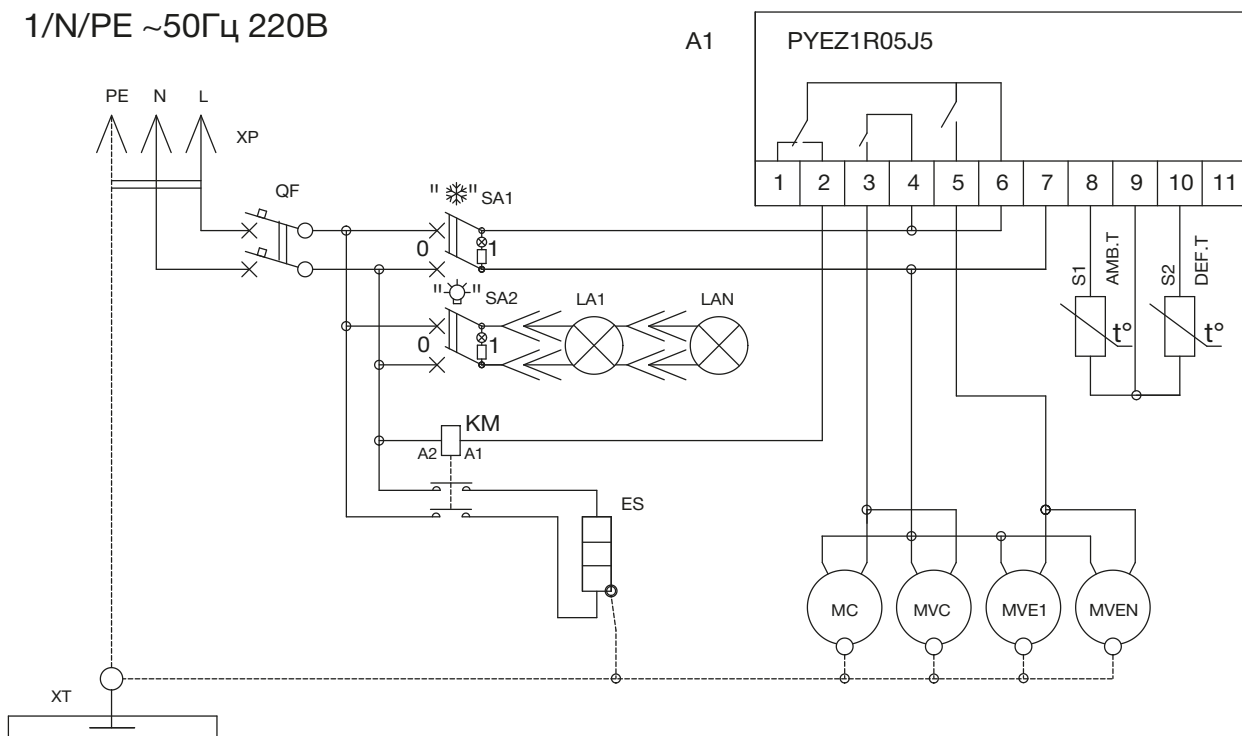 1/N/PE ~50Гц 220В
A1 PYEZ1R05J5
PE N L
XP
1 2 3 4 5 6 7 8 9 10 11
QF
"❄" SA1
0 1
S1 AMB.T
S2 DEF.T
t° t°
"💡" SA2 LA1 LAN
0 1
KM
A2 A1
ES
MC MVC MVE1 MVEN
XT